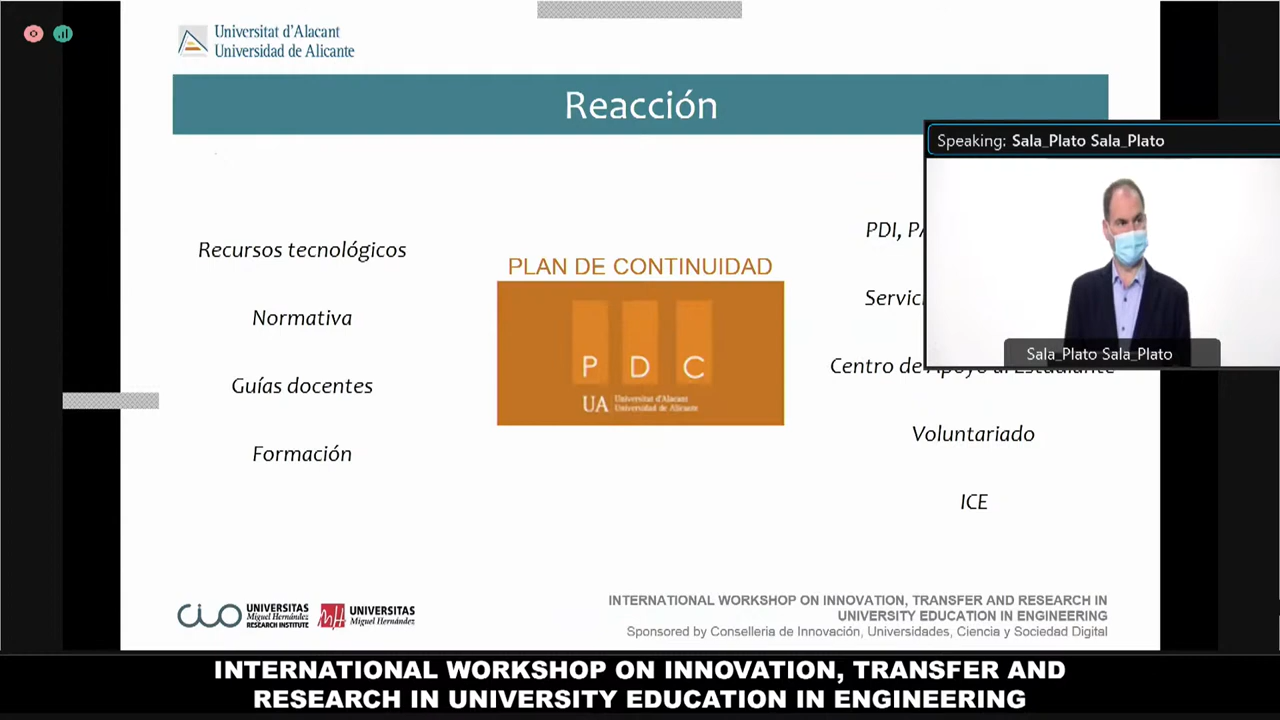 Universitat d'Alacant
Universidad de Alicante
Reacción
Speaking: Sala_Plato Sala_Plato
Recursos tecnológicos
Normativa
Guías docentes
Formación
PLAN DE CONTINUIDAD
P D C
UA Universitat d'Alacant
Universidad de Alicante
PDI,
Centro de Apoyo al Estudiante
Voluntariado
ICE
Sala_Plato Sala_Plato
CIO UNIVERSITAS
Miguel Hernández
RESEARCH INSTITUTE
UNIVERSITAS
Miguel Hernández
INTERNATIONAL WORKSHOP ON INNOVATION, TRANSFER AND RESEARCH IN
UNIVERSITY EDUCATION IN ENGINEERING
Sponsored by Conselleria de Innovación, Universidades, Ciencia y Sociedad Digital
INTERNATIONAL WORKSHOP ON INNOVATION, TRANSFER AND
RESEARCH IN UNIVERSITY EDUCATION IN ENGINEERING